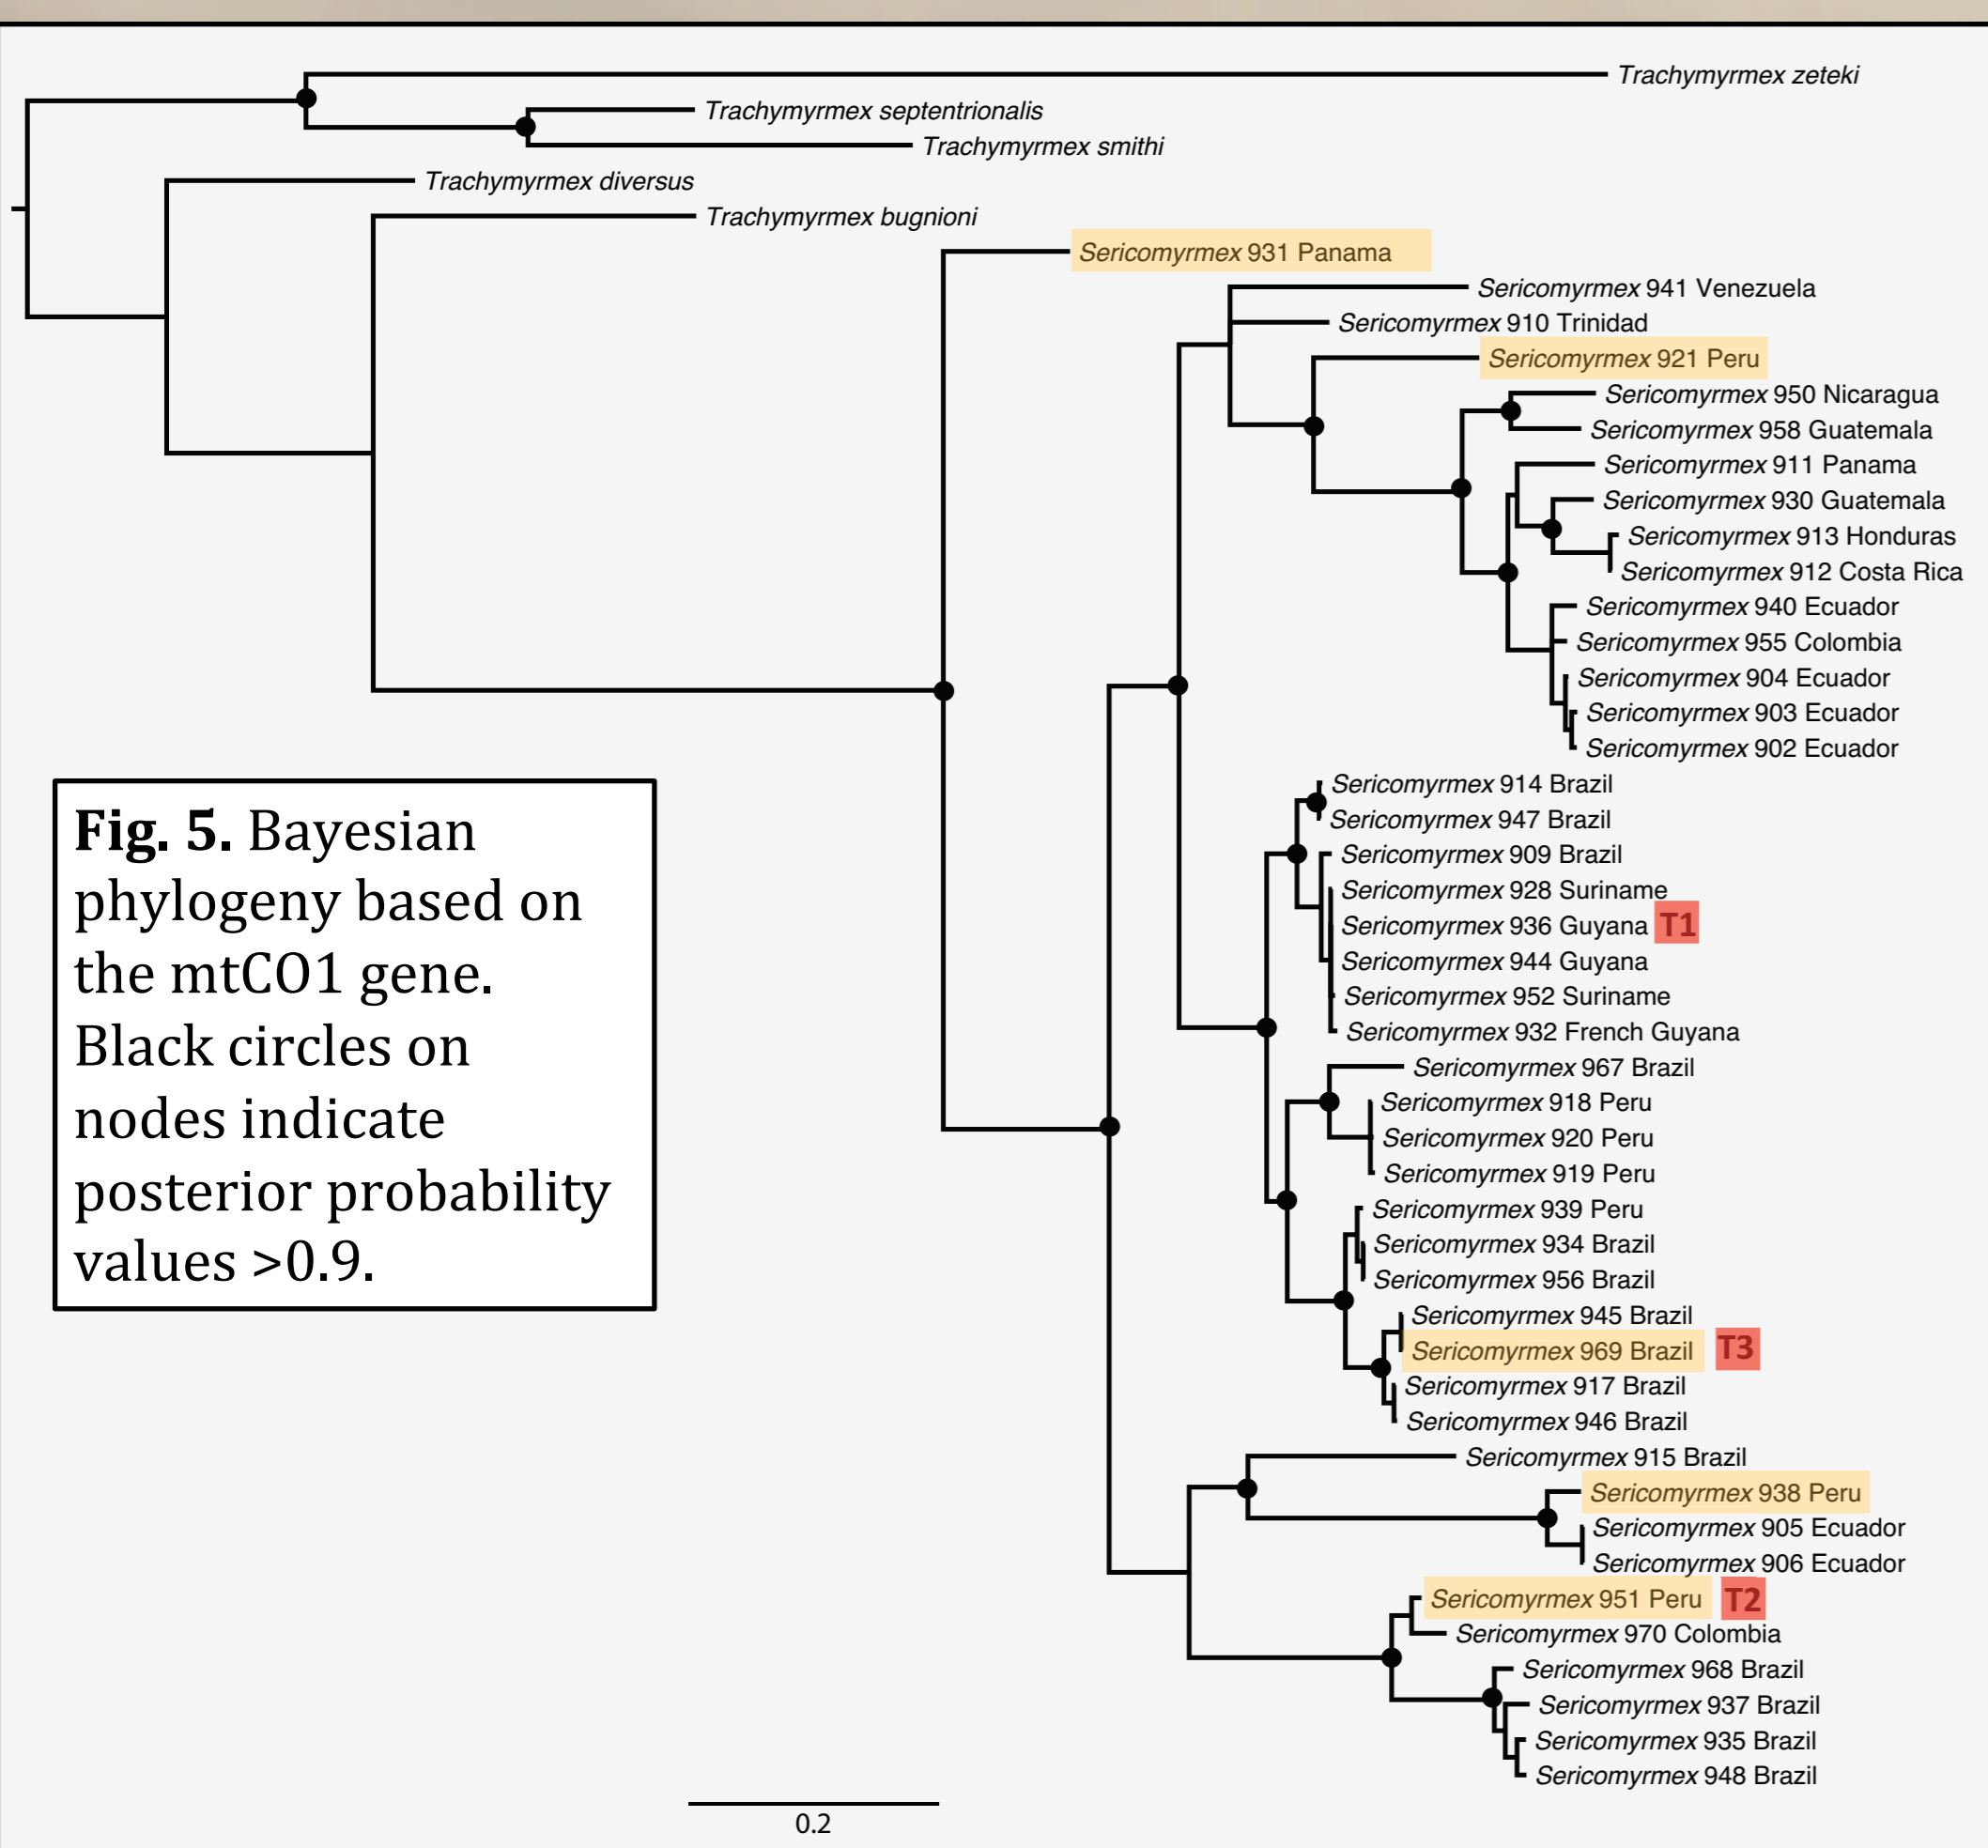 Trachymyrmex zeteki
Trachymyrmex septentrionalis
Trachymyrmex smithi
Trachymyrmex diversus
Trachymyrmex bugnioni
Sericomyrmex 931 Panama
Sericomyrmex 941 Venezuela
Sericomyrmex 910 Trinidad
Sericomyrmex 921 Peru
Sericomyrmex 950 Nicaragua
Sericomyrmex 958 Guatemala
Sericomyrmex 911 Panama
Sericomyrmex 930 Guatemala
Sericomyrmex 913 Honduras
Sericomyrmex 912 Costa Rica
Sericomyrmex 940 Ecuador
Sericomyrmex 955 Colombia
Sericomyrmex 904 Ecuador
Sericomyrmex 903 Ecuador
Sericomyrmex 902 Ecuador
Sericomyrmex 914 Brazil
Sericomyrmex 947 Brazil
Sericomyrmex 909 Brazil
Sericomyrmex 928 Suriname
Sericomyrmex 936 Guyana T1
Sericomyrmex 944 Guyana
Sericomyrmex 952 Suriname
Sericomyrmex 932 French Guyana
Sericomyrmex 967 Brazil
Sericomyrmex 918 Peru
Sericomyrmex 920 Peru
Sericomyrmex 919 Peru
Sericomyrmex 939 Peru
Sericomyrmex 934 Brazil
Sericomyrmex 956 Brazil
Sericomyrmex 945 Brazil
Sericomyrmex 969 Brazil T3
Sericomyrmex 917 Brazil
Sericomyrmex 946 Brazil
Sericomyrmex 915 Brazil
Sericomyrmex 938 Peru
Sericomyrmex 905 Ecuador
Sericomyrmex 906 Ecuador
Sericomyrmex 951 Peru T2
Sericomyrmex 970 Colombia
Sericomyrmex 968 Brazil
Sericomyrmex 937 Brazil
Sericomyrmex 935 Brazil
Sericomyrmex 948 Brazil
Fig. 5. Bayesian
phylogeny based on
the mtCO1 gene.
Black circles on
nodes indicate
posterior probability
values >0.9.
0.2